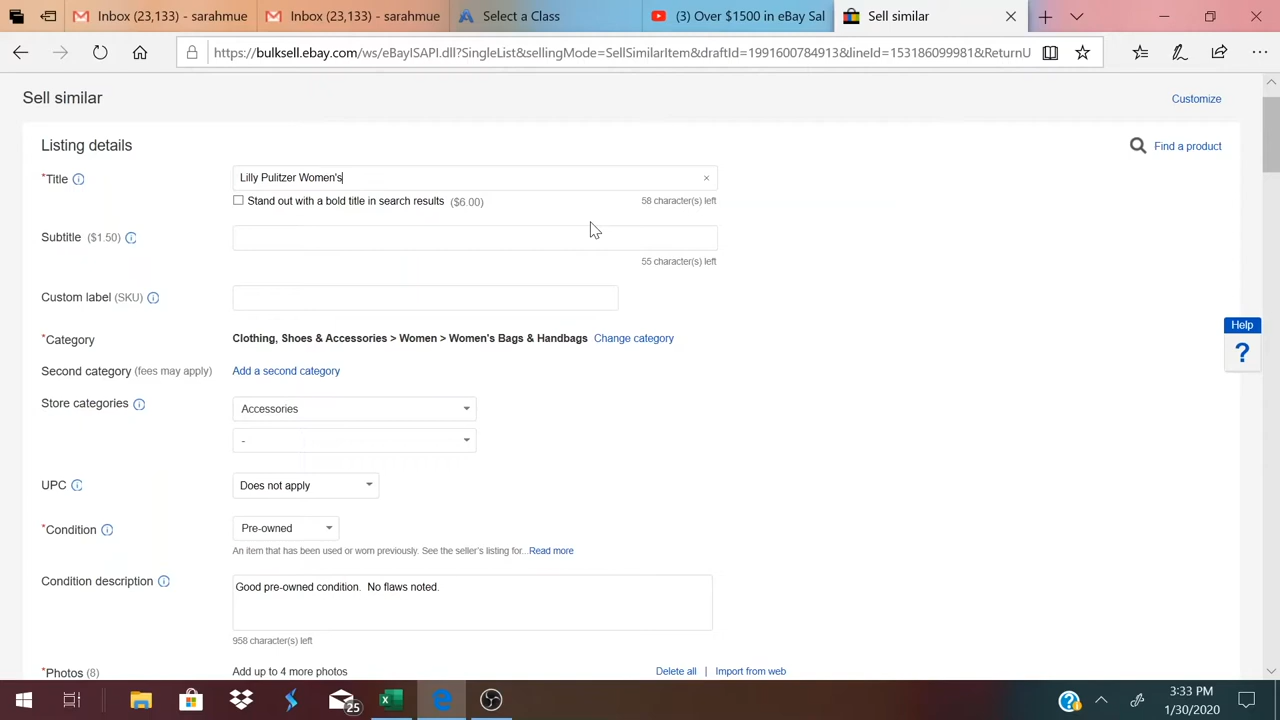 Inbox (23,133) - sarahmue
Inbox (23,133) - sarahmue
Select a Class
(3) Over $1500 in eBay Sal
Sell similar
https://bulksell.ebay.com/ws/eBayISAPI.dll?SingleList&sellingMode=SellSimilarItem&draftId=1991600784913&lineId=153186099981&ReturnU
Sell similar
Customize
Listing details
Find a product
*Title
Lilly Pulitzer Women's
Stand out with a bold title in search results ($6.00)
58 character(s) left
Subtitle ($1.50)
55 character(s) left
Custom label (SKU)
*Category
Clothing, Shoes & Accessories > Women > Women's Bags & Handbags Change category
Second category (fees may apply)
Add a second category
Store categories
Accessories
-
UPC
Does not apply
*Condition
Pre-owned
An item that has been used or worn previously. See the seller's listing for...Read more
Condition description
Good pre-owned condition.  No flaws noted.
958 character(s) left
*Photos (8)
Add up to 4 more photos
Delete all | Import from web
Help
?
25
3:33 PM
1/30/2020